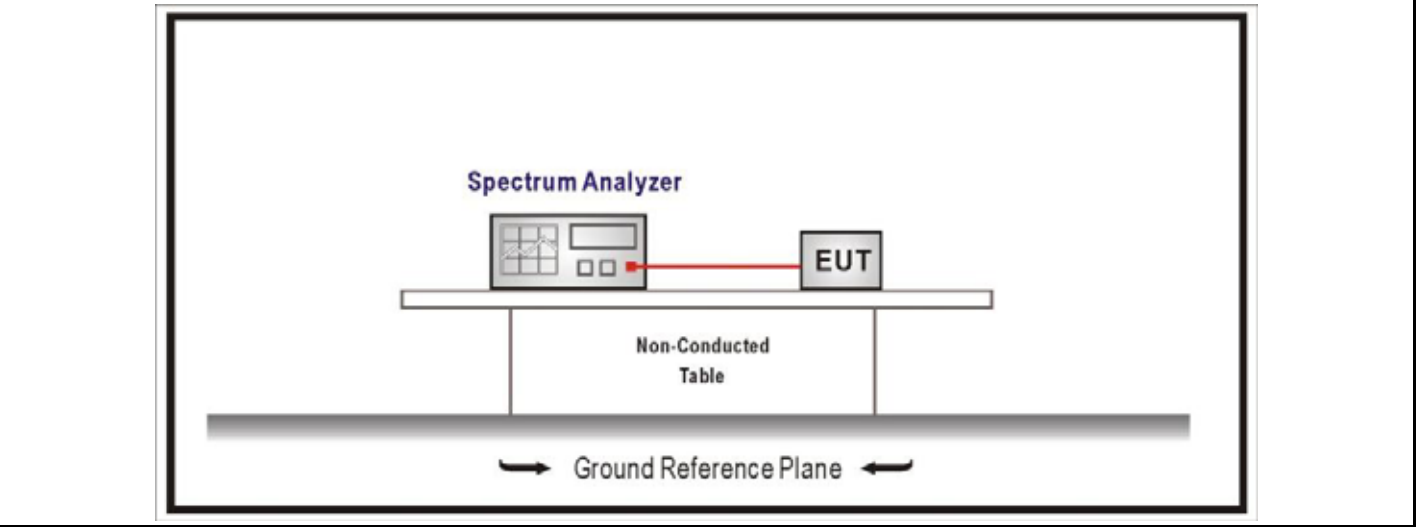 Spectrum Analyzer
EUT
Non-Conducted
Table
Ground Reference Plane